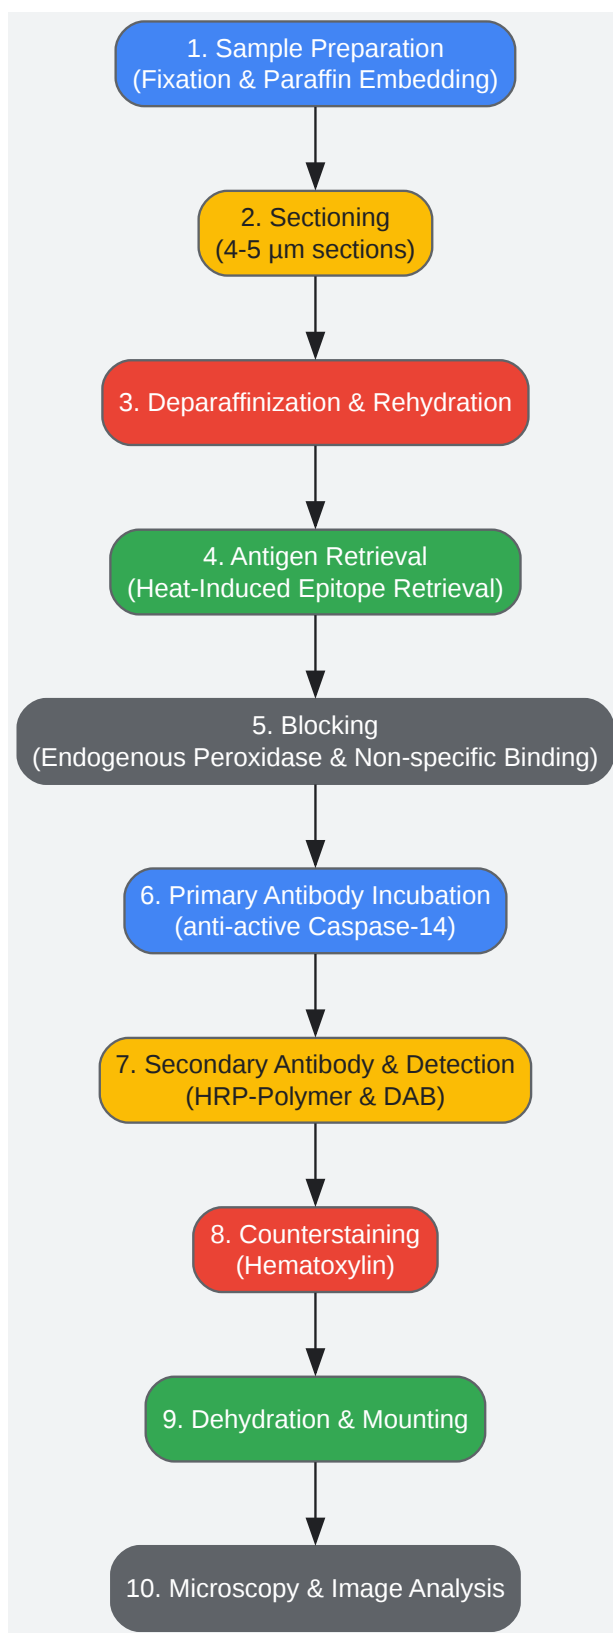 1. Sample Preparation
(Fixation & Paraffin Embedding)
2. Sectioning
(4-5 µm sections)
3. Deparaffinization & Rehydration
4. Antigen Retrieval
(Heat-Induced Epitope Retrieval)
5. Blocking
(Endogenous Peroxidase & Non-specific Binding)
6. Primary Antibody Incubation
(anti-active Caspase-14)
7. Secondary Antibody & Detection
(HRP-Polymer & DAB)
8. Counterstaining
(Hematoxylin)
9. Dehydration & Mounting
10. Microscopy & Image Analysis